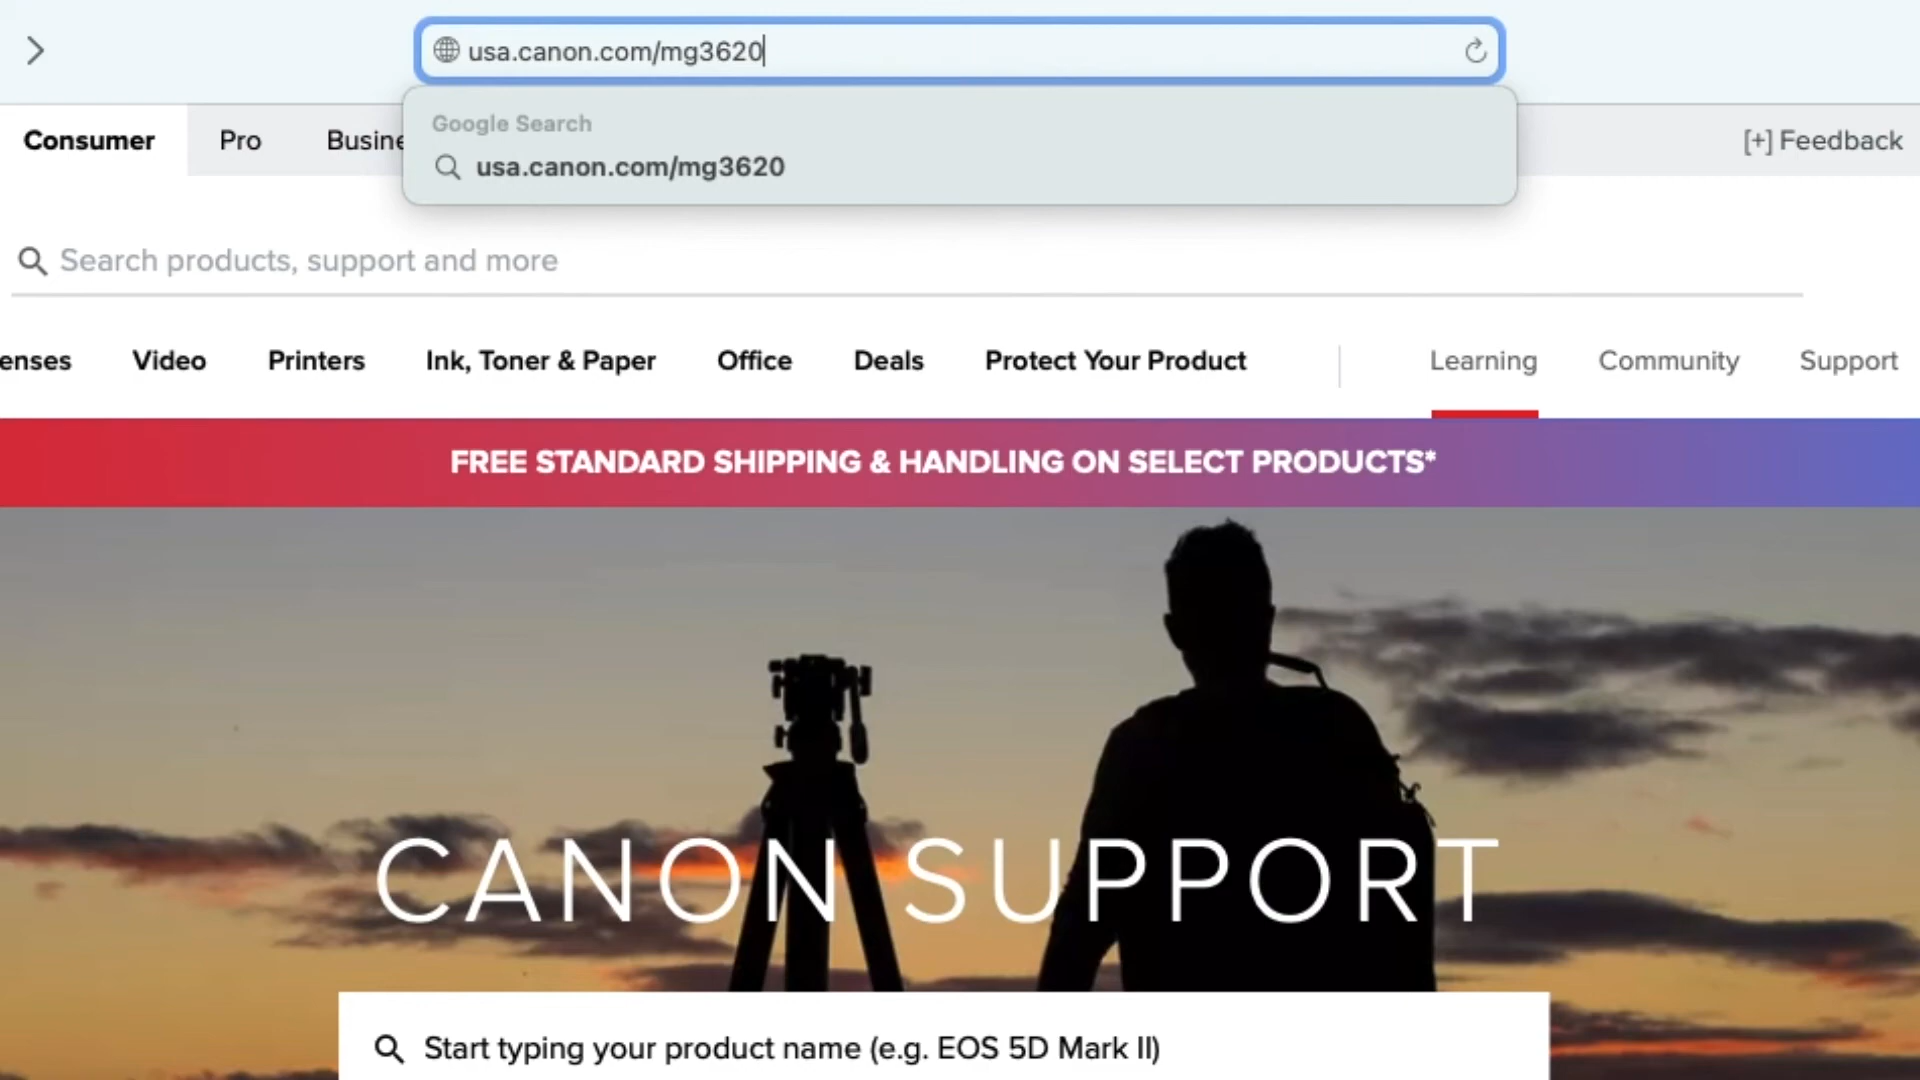 usa.canon.com/mg3620
Google Search
usa.canon.com/mg3620
Consumer Pro Busine
[+] Feedback
Search products, support and more
enses Video Printers Ink, Toner & Paper Office Deals Protect Your Product Learning Community Support
FREE STANDARD SHIPPING & HANDLING ON SELECT PRODUCTS*
CANON SUPPORT
Start typing your product name (e.g. EOS 5D Mark II)